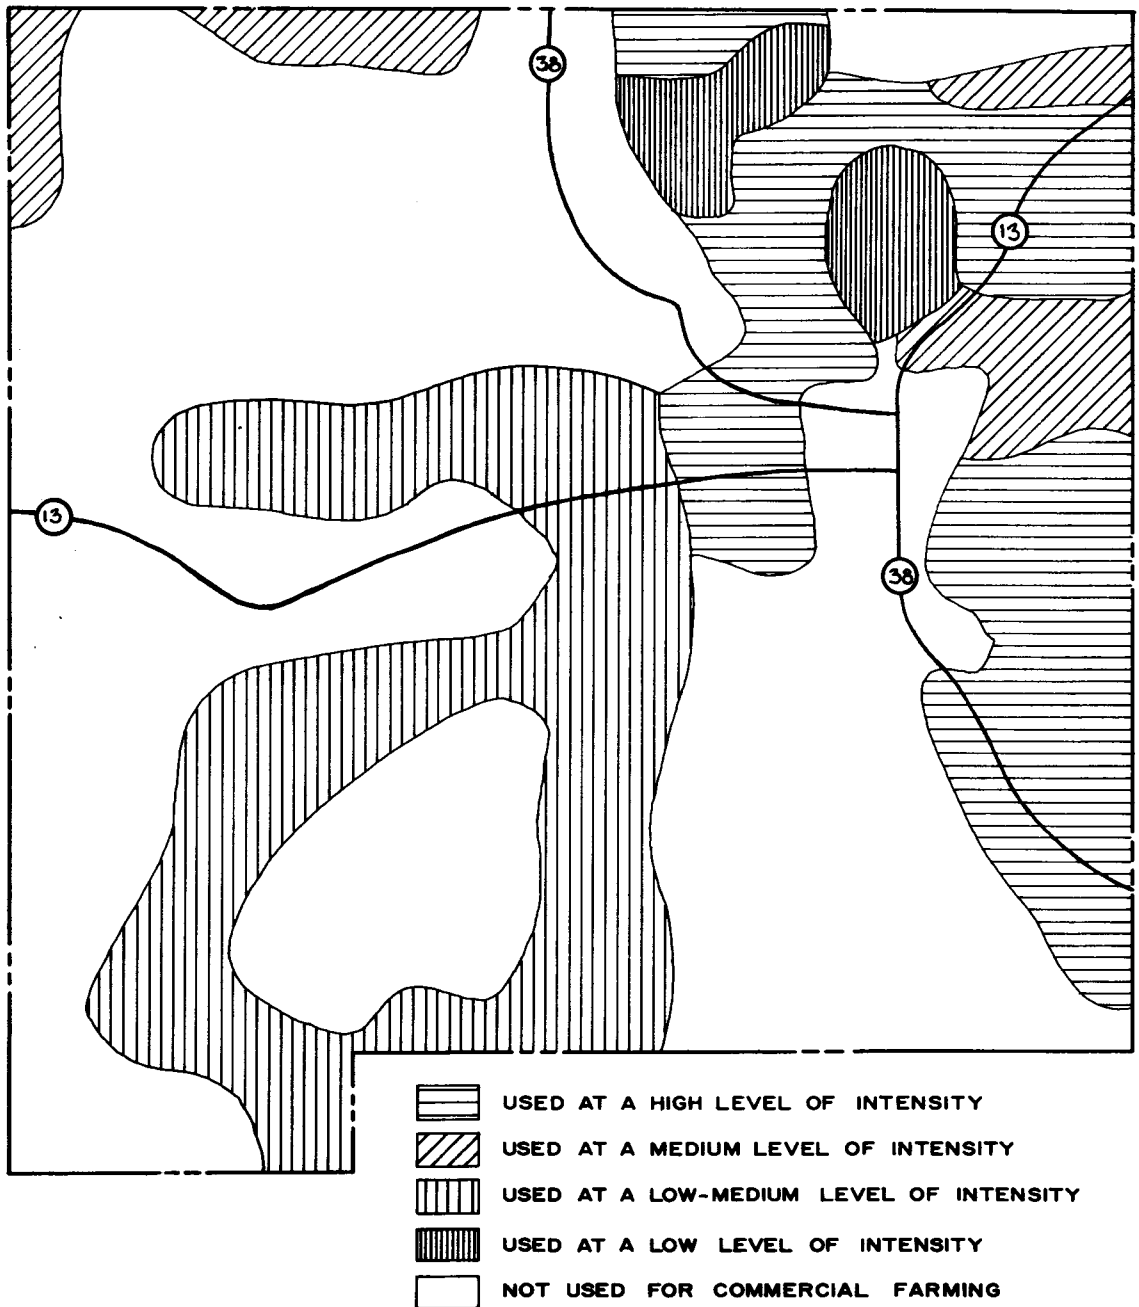 38
13
13
38
USED AT A HIGH LEVEL OF INTENSITY
USED AT A MEDIUM LEVEL OF INTENSITY
USED AT A LOW-MEDIUM LEVEL OF INTENSITY
USED AT A LOW LEVEL OF INTENSITY
NOT USED FOR COMMERCIAL FARMING